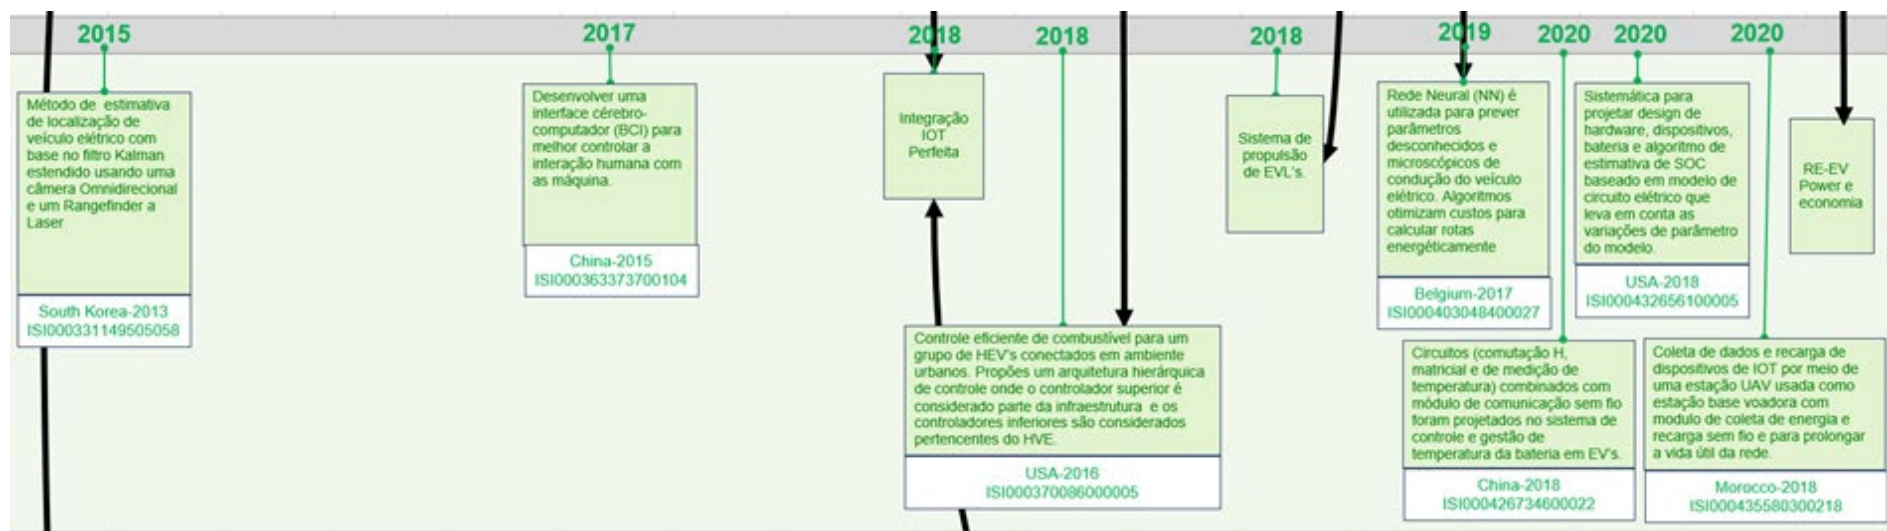 2015
2017
2018
2018
2018
2019
2020
2020
2020
Método de estimativa
de localização de
veículo elétrico com
base no filtro Kalman
estendido usando uma
câmera Omnidirecional
e um Rangefinder a
Laser
South Korea-2013
ISI000331149505058
Desenvolver uma
interface cérebro-
computador (BCI) para
melhor controlar a
interação humana com
as máquina.
China-2015
ISI000363373700104
Integração
IOT
Perfeita
Controle eficiente de combustível para um
grupo de HEV's conectados em ambiente
urbanos. Propões um arquitetura hierárquica
de controle onde o controlador superior é
considerado parte da infraestrutura e os
controladores inferiores são considerados
pertencentes do HVE.
USA-2016
ISI000370086000005
Sistema de
propulsão
de EVL's.
Rede Neural (NN) é
utilizada para prever
parâmetros
desconhecidos e
microscópicos de
condução do veículo
elétrico. Algoritmos
otimizam custos para
calcular rotas
energéticamente
Belgium-2017
ISI000403048400027
Circuitos (comutação H,
matricial e de medição de
temperatura) combinados com
módulo de comunicação sem fio
foram projetados no sistema de
controle e gestão de
temperatura da bateria em EV's.
China-2018
ISI000426734600022
Sistemática para
projetar design de
hardware, dispositivos,
bateria e algoritmo de
estimativa de SOC
baseado em modelo de
circuito elétrico que
leva em conta as
variações de parâmetro
do modelo.
USA-2018
ISI000432656100005
Coleta de dados e recarga de
dispositivos de IOT por meio de
uma estação UAV usada como
estação base voadora com
modulo de coleta de energia e
recarga sem fio e para prolongar
a vida útil da rede.
Morocco-2018
ISI000435580300218
RE-EV
Power e
economia